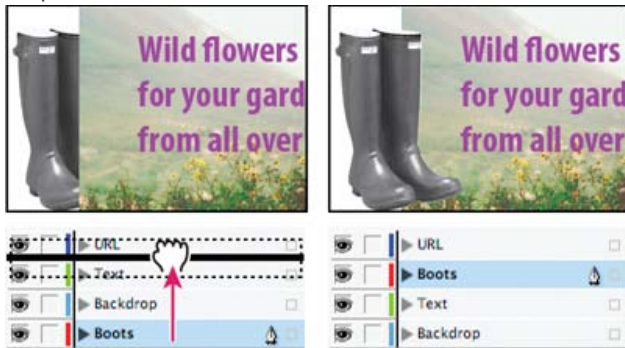 Wild flowers
for your gard
from all over
Wild flowers
for your gard
from all over
URL
Text
Backdrop
Boots
URL
Boots
Text
Backdrop